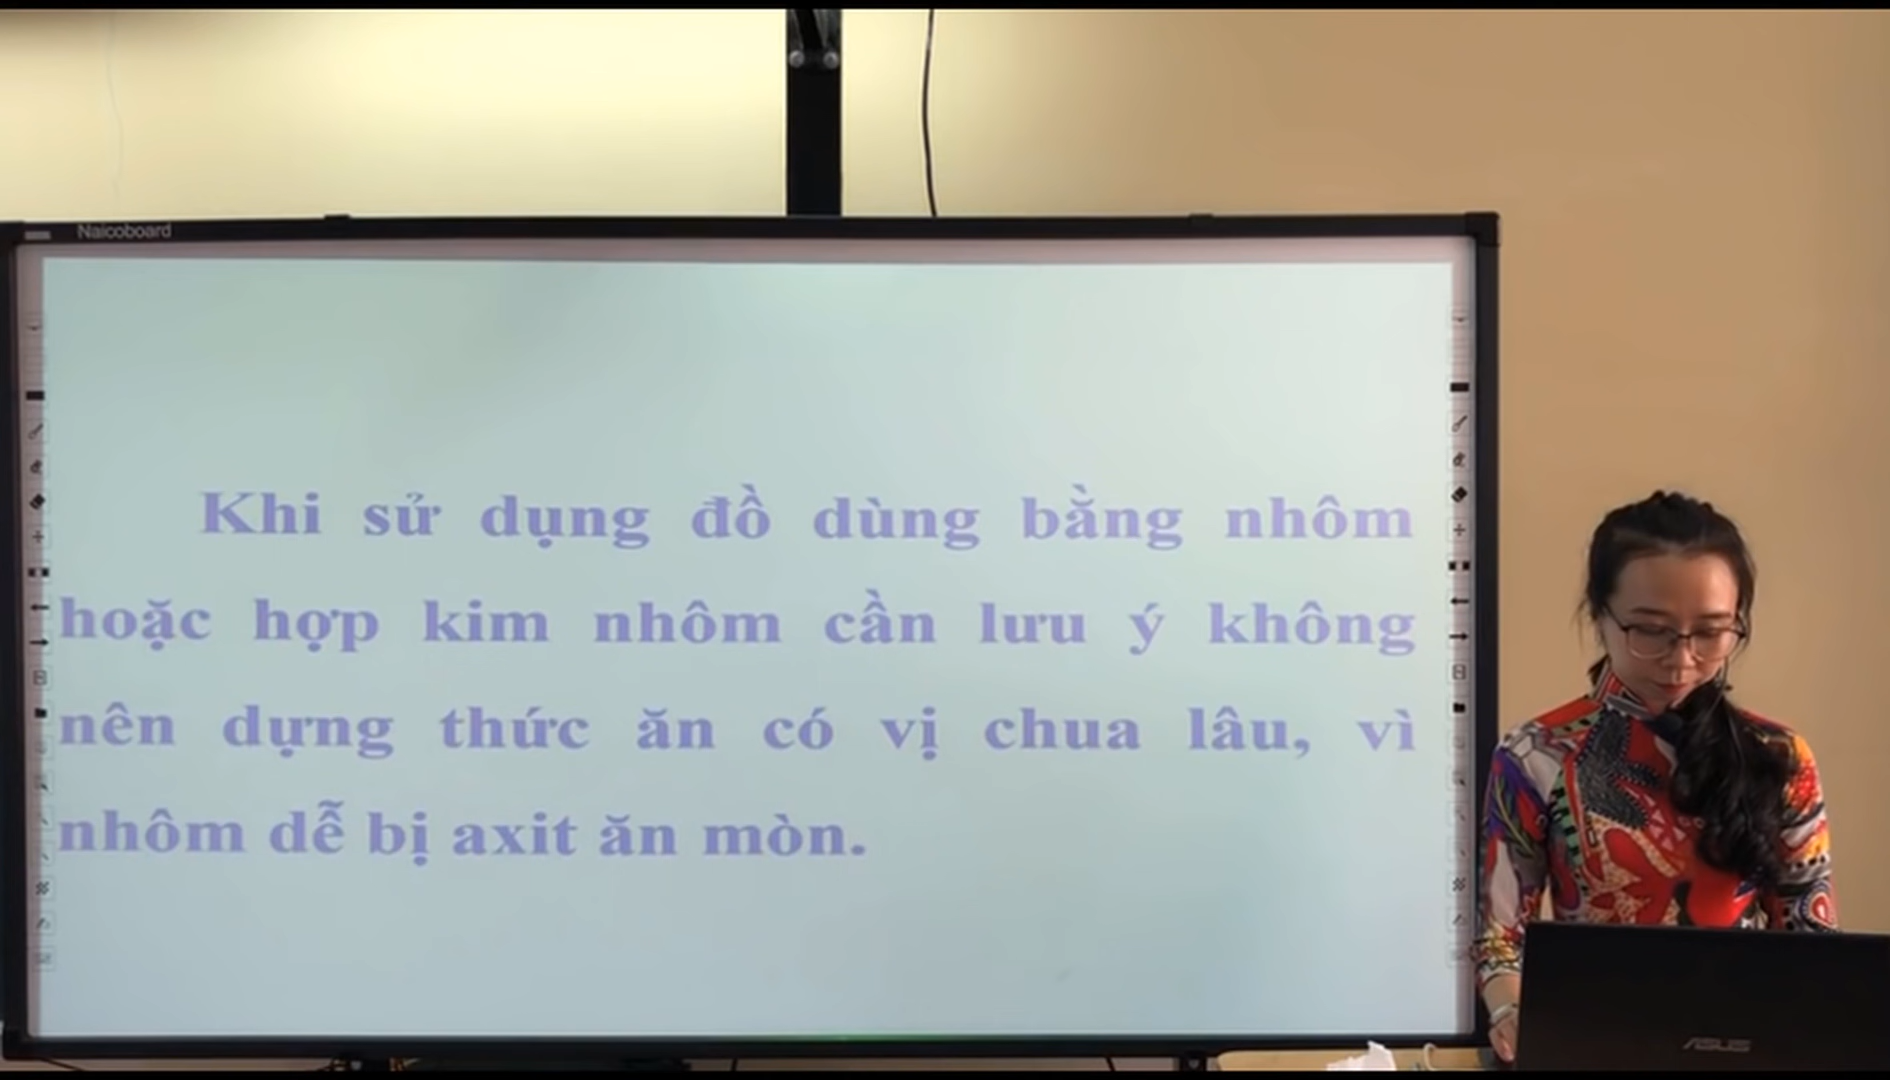 Naicoboard
Khi sử dụng đồ dùng bằng nhôm
hoặc hợp kim nhôm cần lưu ý không
nên dựng thức ăn có vị chua lâu, vì
nhôm dễ bị axit ăn mòn.
ASUS